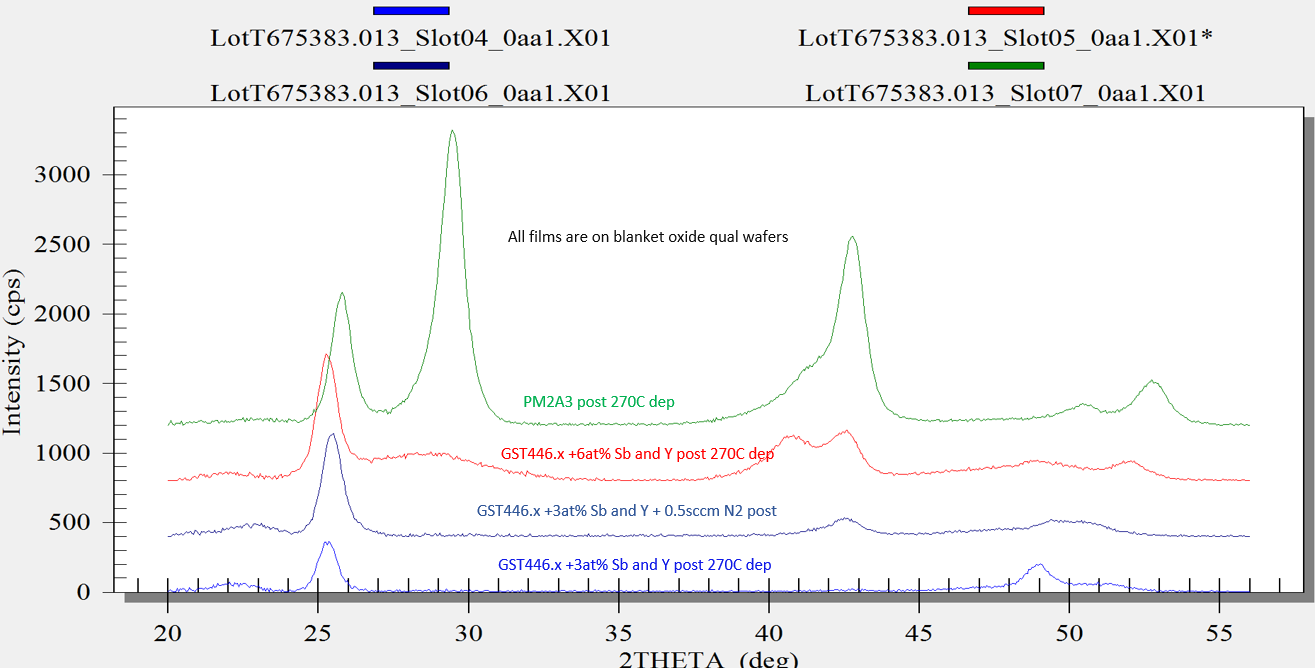 LotT675383.013_Slot04_0aa1.X01
LotT675383.013_Slot05_0aa1.X01*
LotT675383.013_Slot06_0aa1.X01
LotT675383.013_Slot07_0aa1.X01
Intensity (cps)
3000
2500
2000
1500
1000
500
0
All films are on blanket oxide qual wafers
PM2A3 post 270C dep
GST446.x +6at% Sb and Y post 270C dep
GST446.x +3at% Sb and Y + 0.5sccm N2 post
GST446.x +3at% Sb and Y post 270C dep
20 25 30 35 40 45 50 55
2THETA (deg)